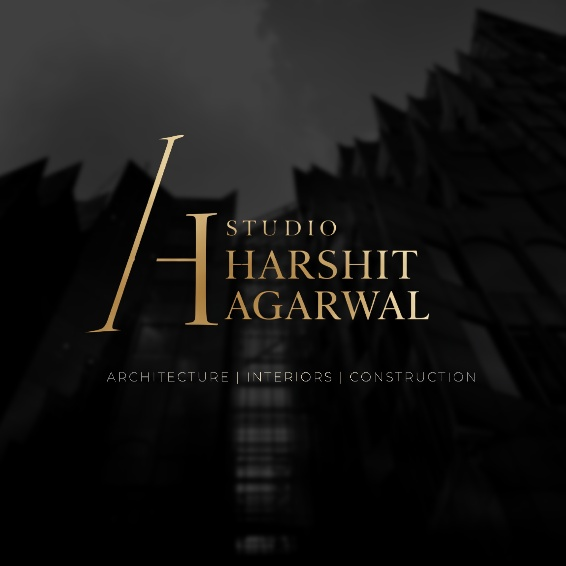 STUDIO
HARSHIT
AGARWAL
ARCHITECTURE | INTERIORS | CONSTRUCTION